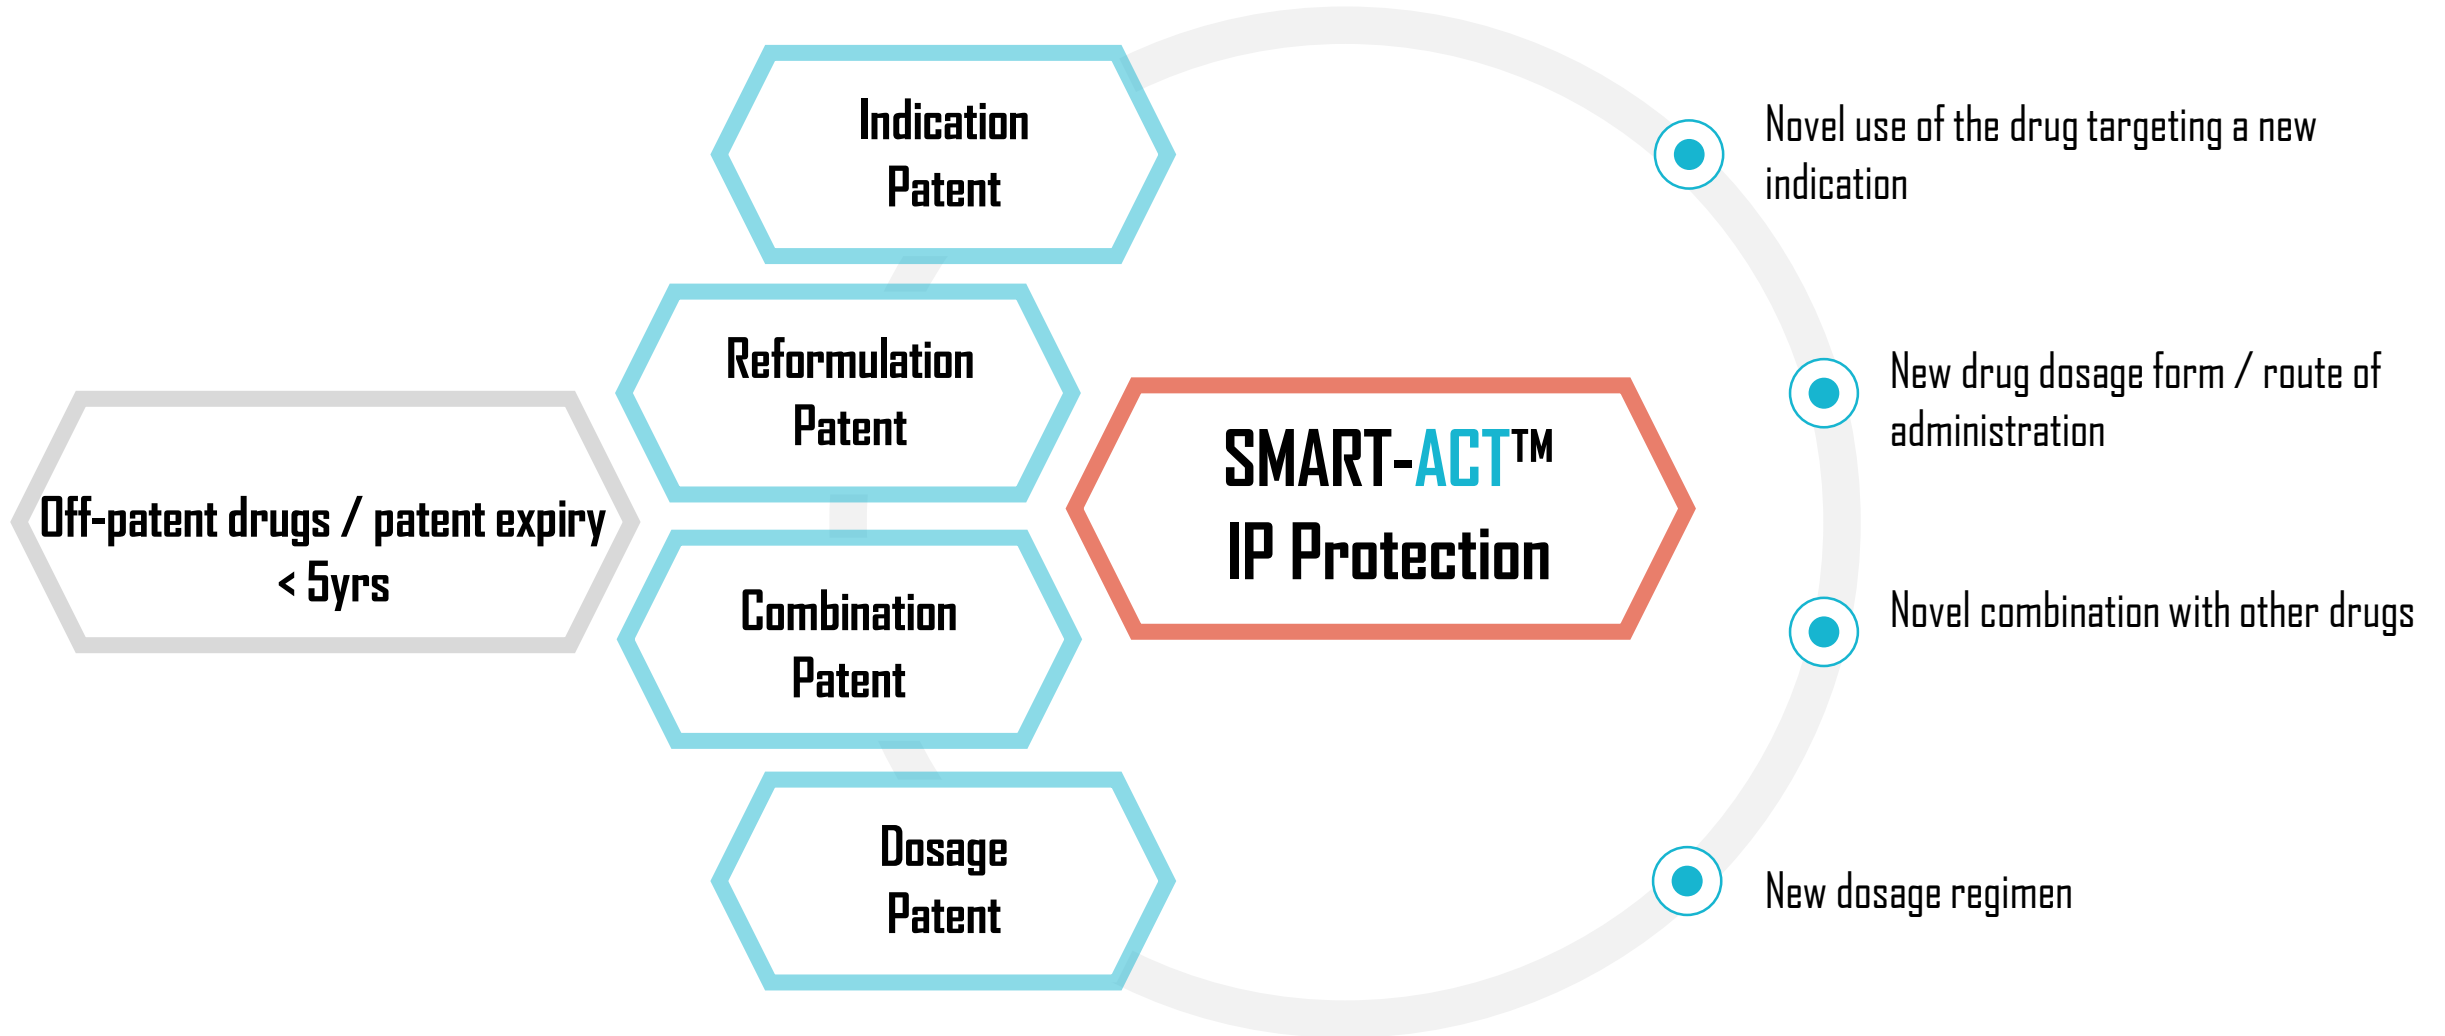 Indication
Patent
Reformulation
Patent
Off-patent drugs / patent expiry
< 5yrs
Combination
Patent
Dosage
Patent
SMART-ACT™
IP Protection
Novel use of the drug targeting a new
indication
New drug dosage form / route of
administration
Novel combination with other drugs
New dosage regimen